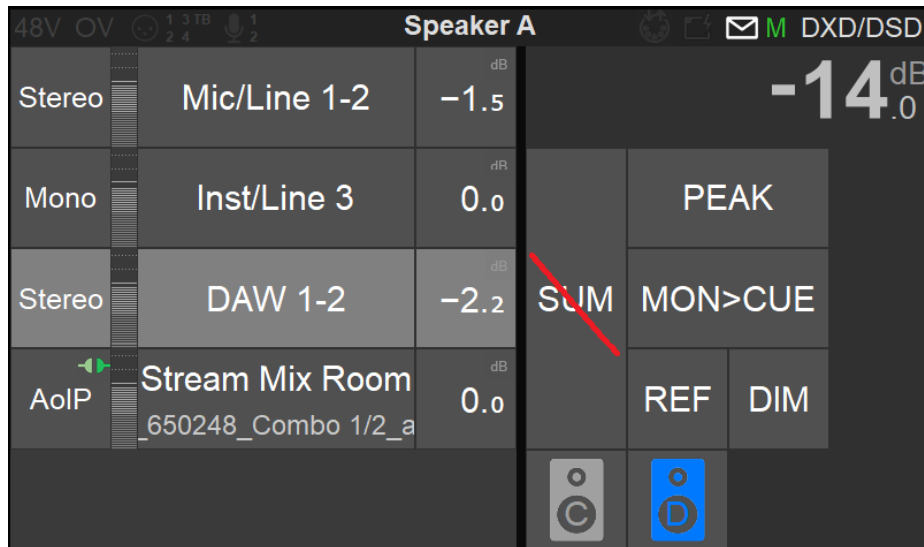 48V OV 1 3 TB 2 4 1 2 Speaker A M DXD/DSD
Stereo Mic/Line 1-2 dB −1.5
Mono Inst/Line 3 dB 0.0
Stereo DAW 1-2 dB −2.2
AoIP Stream Mix Room dB 0.0
_650248_Combo 1/2_a
-14.0 dB
PEAK
SUM MON>CUE
REF DIM
C D